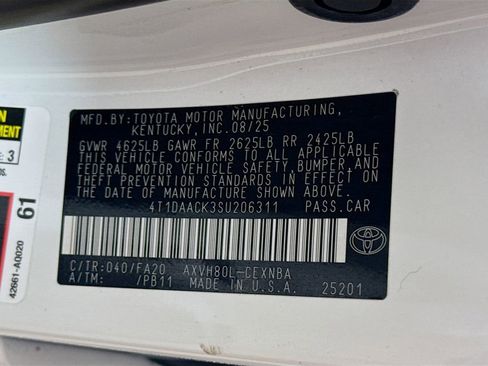 MFD.BY:TOYOTA MOTOR MANUFACTURING,
KENTUCKY,INC.08/25
GVWR 4625LB GAWR FR 2625LB RR 2425LB
THIS VEHICLE CONFORMS TO ALL APPLICABLE
FEDERAL MOTOR VEHICLE SAFETY, BUMPER,AND
THEFT PREVENTION STANDARDS IN EFFECT ON
THE DATE OF MANUFACTURE SHOWN ABOVE.
4T1DAACK3SU206311 PASS.CAR
C/TR:040/FA20 AXVH80L-CEXNBA
A/TM: /PB11 MADE IN U.S.A. 25201
TOYOTA
3
61
42661-A0020